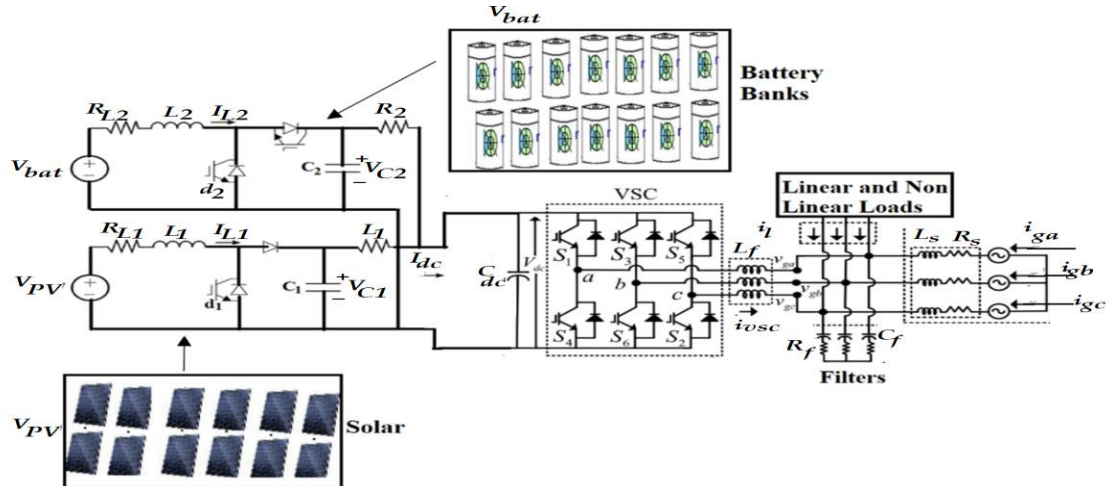 V_bat
Battery
Banks
R_L2 L2 I_L2 R_2
V_bat
d_2
C_2
V_C2
R_L1 L_1 I_L1 L_1
V_PV
d_1
C_1
V_C1
I_dc
C_dc
V_dc
VSC
S_1 S_3 S_5
a
b
c
S_4 S_6 S_2
L_f
i_vsc
v_ga
v_gb
v_gc
i_l
Linear and Non
Linear Loads
L_s R_s
i_ga
i_gb
i_gc
R_f
C_f
Filters
V_PV
Solar